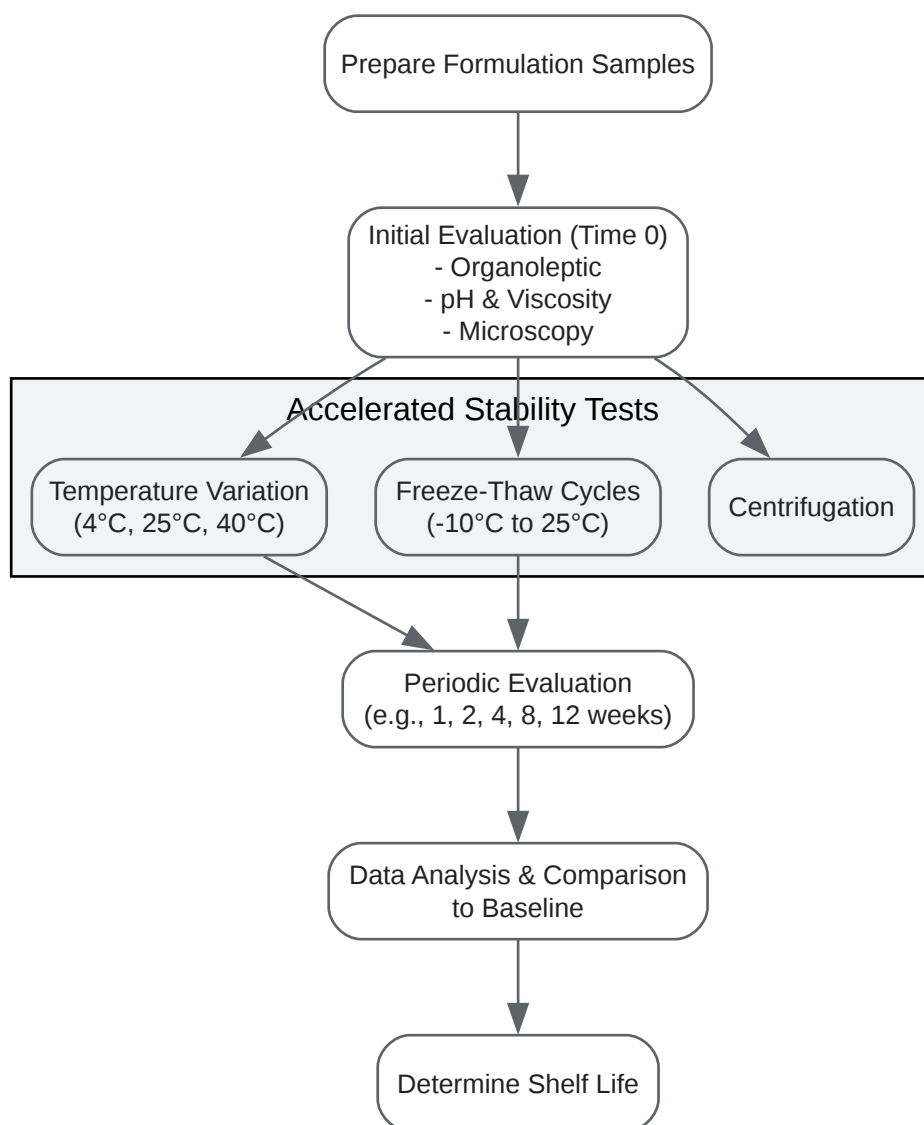 Prepare Formulation Samples
Initial Evaluation (Time 0)
- Organoleptic
- pH & Viscosity
- Microscopy
Accelerated Stability Tests
Temperature Variation
(4°C, 25°C, 40°C)
Freeze-Thaw Cycles
(-10°C to 25°C)
Centrifugation
Periodic Evaluation
(e.g., 1, 2, 4, 8, 12 weeks)
Data Analysis & Comparison
to Baseline
Determine Shelf Life